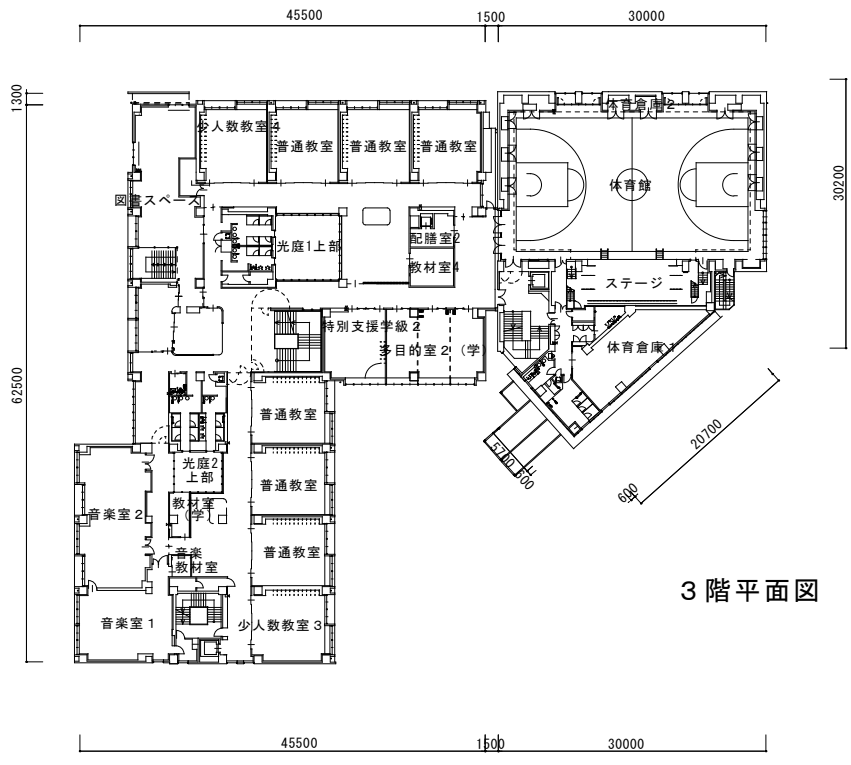 45500
1500
30000
1300
体育倉庫2
少人数教室4
普通教室
普通教室
普通教室
体育館
図書スペース
30200
配膳室2
光庭1上部
教材室4
ステージ
特別支援学級2
多目的室2（学）
体育倉庫1
62500
普通教室
20700
光庭2
上部
5700
600
普通教室
600
教材室
（学）
音楽室2
音楽
教材室
普通教室
３階平面図
音楽室1
少人数教室3
45500
1500
30000